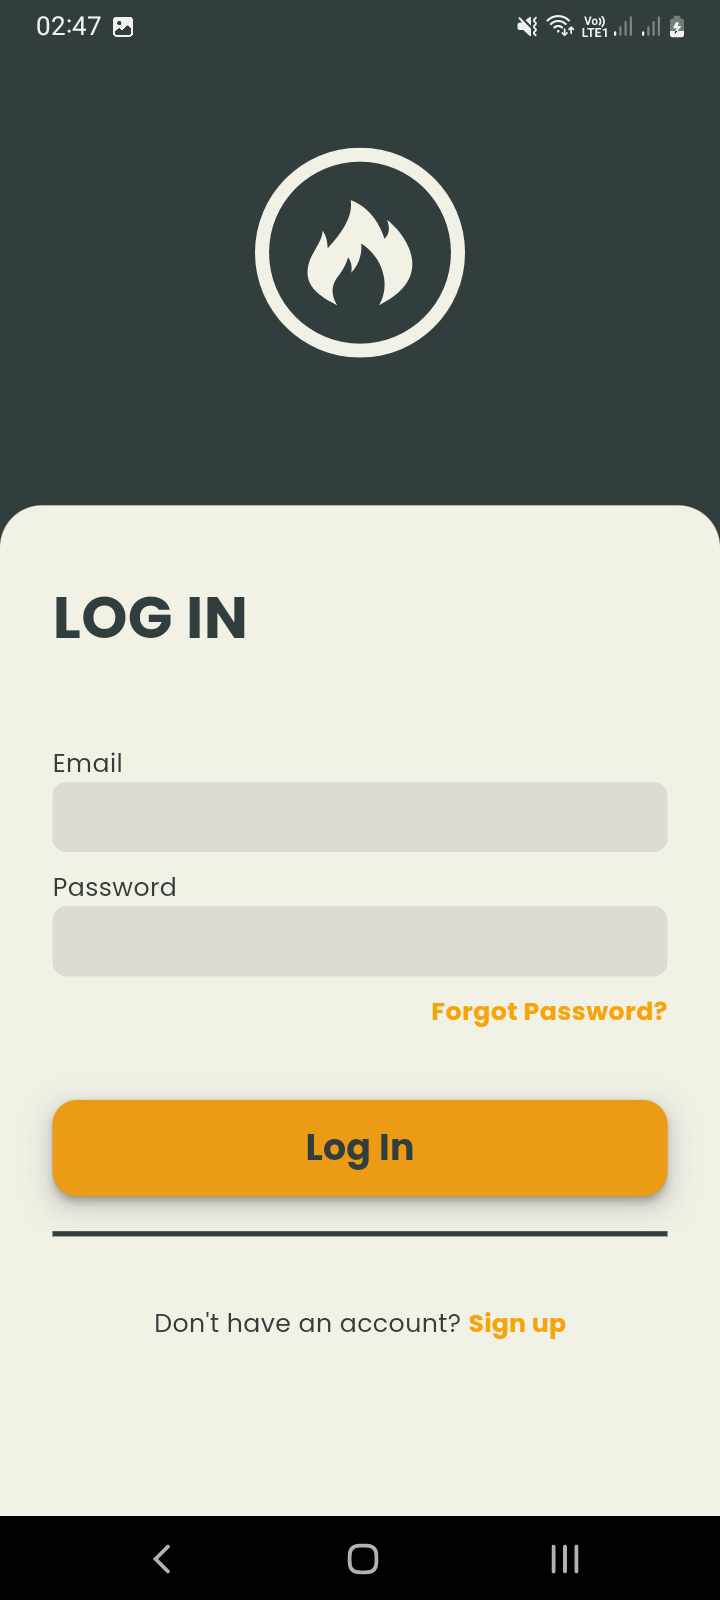 02:47
Vo))
LTE1
LOG IN
Email
Password
Forgot Password?
Log In
Don't have an account? Sign up